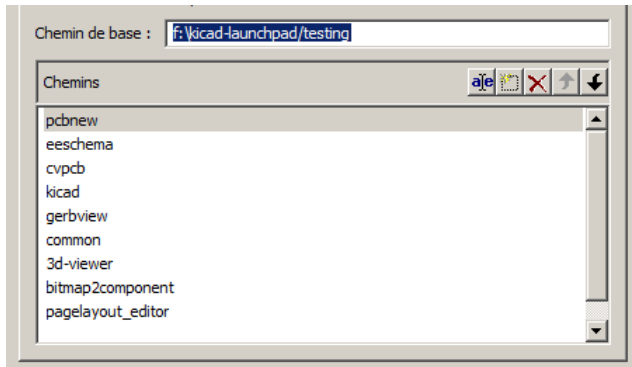 Chemin de base : f:\kicad-launchpad/testing
Chemins
pcbnew
eeschema
cvpcb
kicad
gerbview
common
3d-viewer
bitmap2component
pagelayout_editor